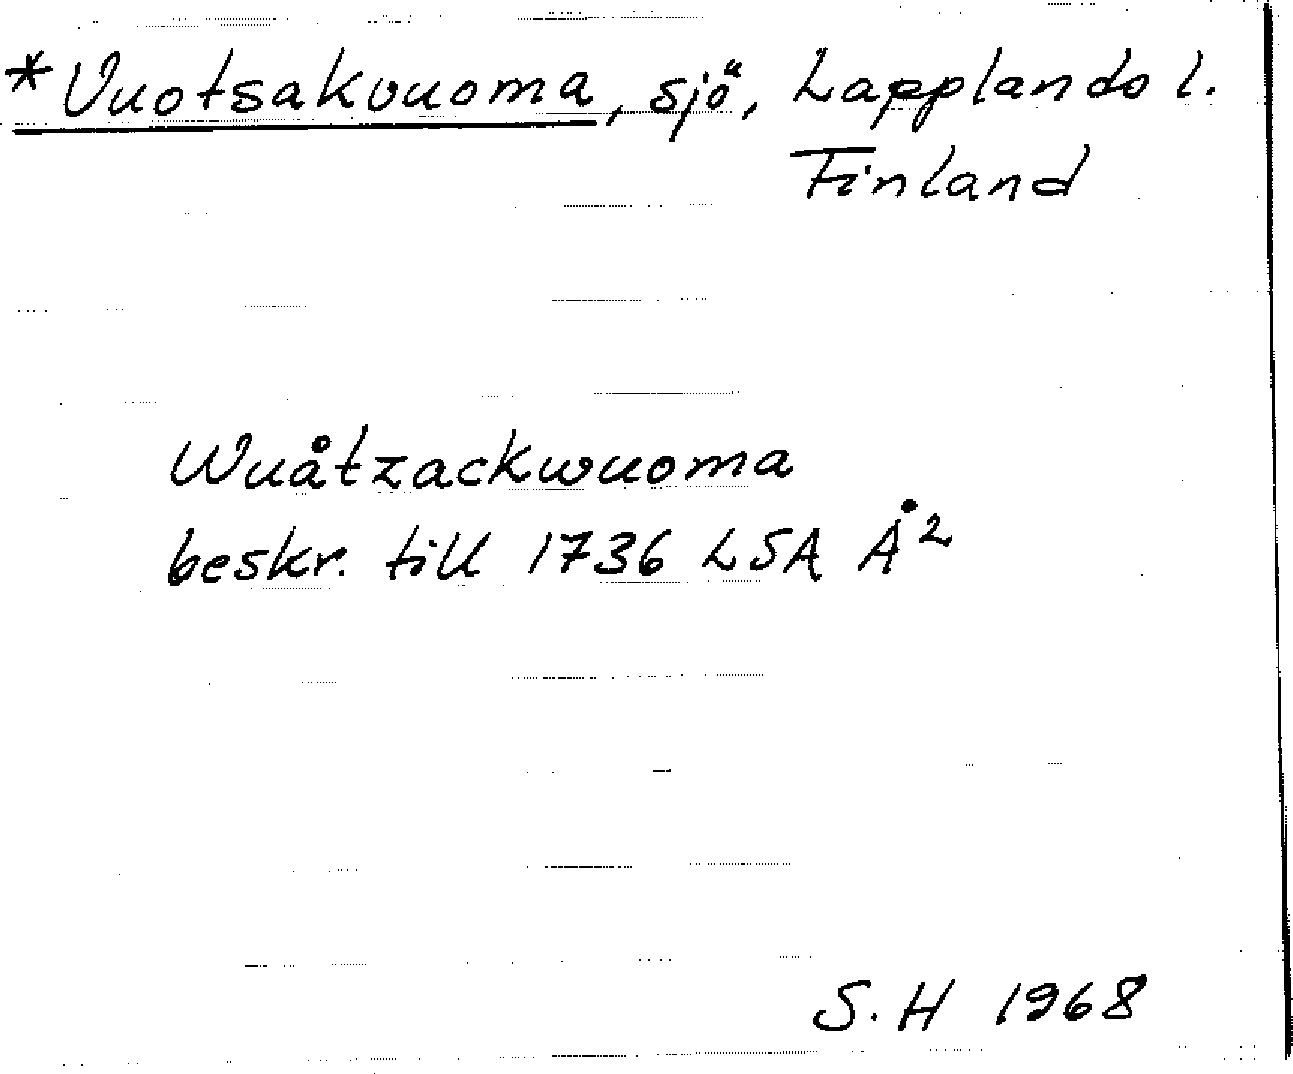 *Vuotsakvuoma, sjö, Lapplands l.
Finland
Wuåtzackwuoma
beskr. till 1736 LSA Å2
S.H 1968